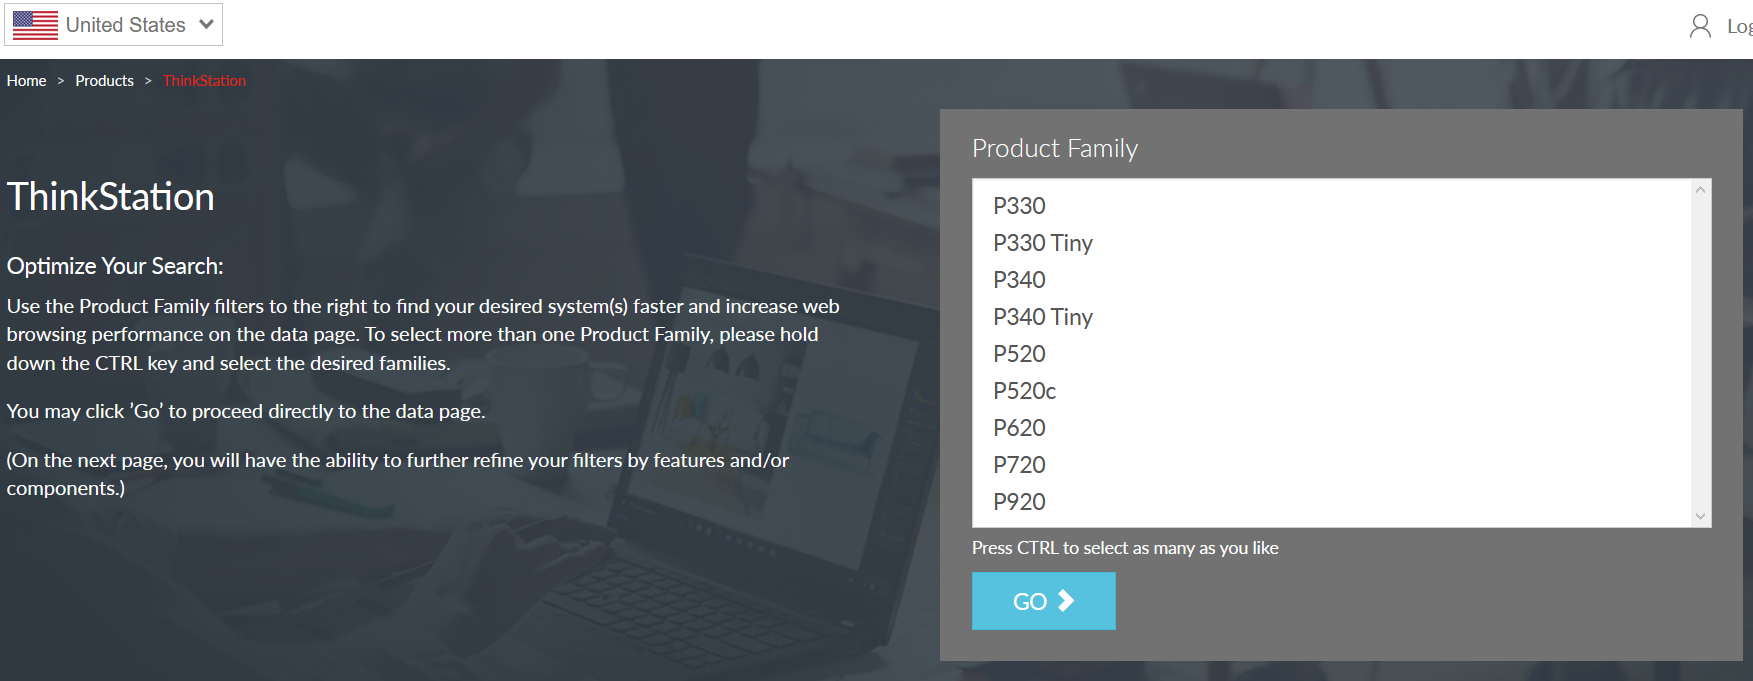 United States
Log
Home > Products > ThinkStation
ThinkStation
Optimize Your Search:
Use the Product Family filters to the right to find your desired system(s) faster and increase web
browsing performance on the data page. To select more than one Product Family, please hold
down the CTRL key and select the desired families.
You may click ’Go’ to proceed directly to the data page.
(On the next page, you will have the ability to further refine your filters by features and/or
components.)
Product Family
P330
P330 Tiny
P340
P340 Tiny
P520
P520c
P620
P720
P920
Press CTRL to select as many as you like
GO